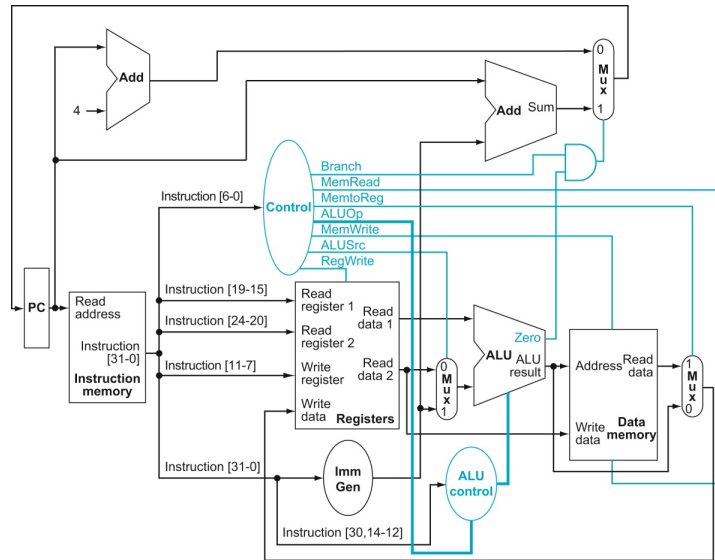 0
M
u
x
1
Add
4
Add Sum
Branch
MemRead
MemtoReg
ALUOp
MemWrite
ALUSrc
RegWrite
Control
Instruction [6-0]
PC
Read
address
Instruction
[31-0]
Instruction
memory
Instruction [19-15]
Instruction [24-20]
Instruction [11-7]
Read
register 1
Read
register 2
Write
register
Write
data
Read
data 1
Read
data 2
Registers
0
M
u
x
1
Zero
ALU
ALU
result
Address
Read
data
Write
data
Data
memory
1
M
u
x
0
Instruction [31-0]
Imm
Gen
ALU
control
Instruction [30,14-12]